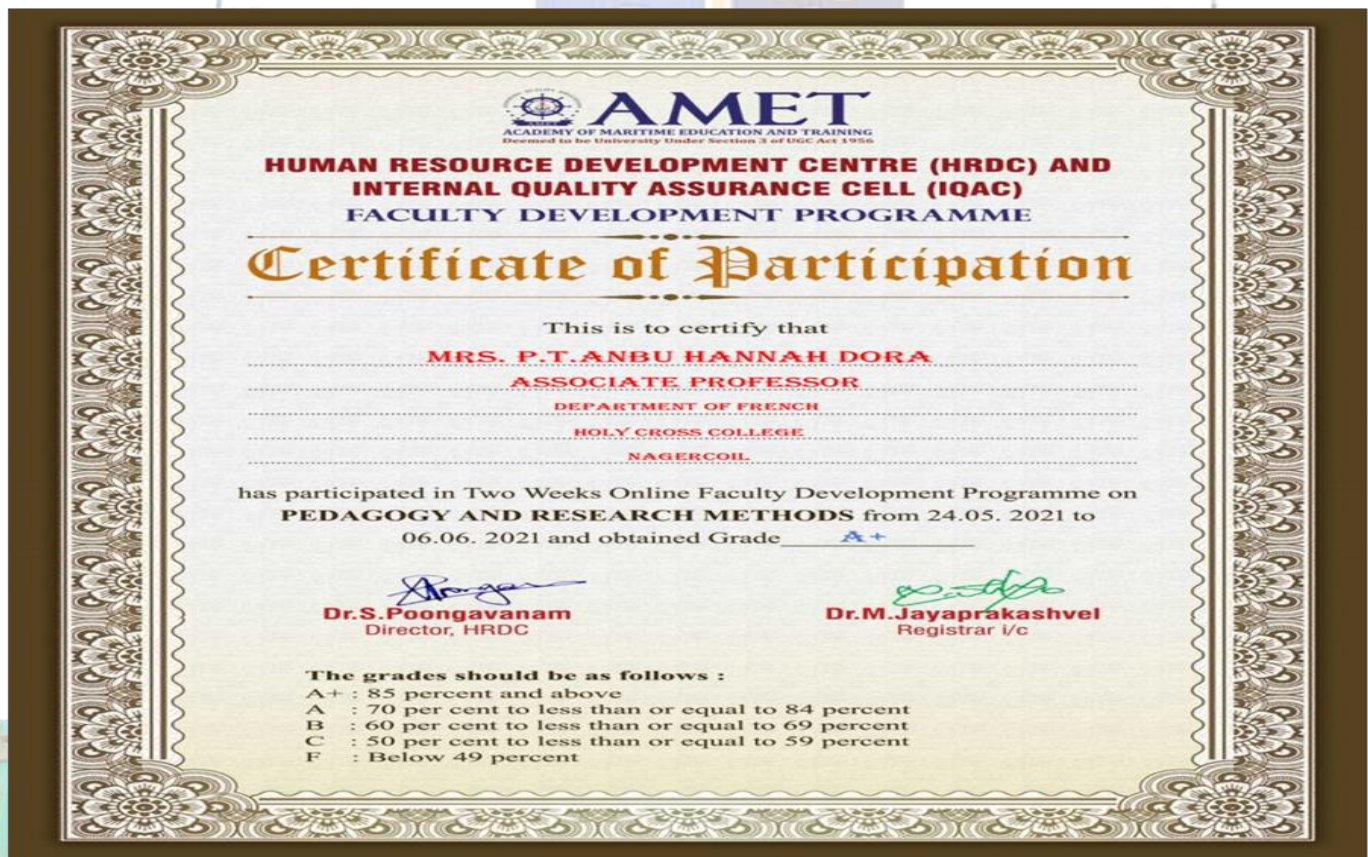 AMET
ACADEMY OF MARITIME EDUCATION AND TRAINING
Deemed to be University Under Section 3 of UGC Act 1956
HUMAN RESOURCE DEVELOPMENT CENTRE (HRDC) AND
INTERNAL QUALITY ASSURANCE CELL (IQAC)
FACULTY DEVELOPMENT PROGRAMME
Certificate of Participation
This is to certify that
MRS. P.T.ANBU HANNAH DORA
ASSOCIATE PROFESSOR
DEPARTMENT OF FRENCH
HOLY CROSS COLLEGE
NAGERCOIL
has participated in Two Weeks Online Faculty Development Programme on
PEDAGOGY AND RESEARCH METHODS from 24.05. 2021 to
06.06. 2021 and obtained Grade A+
Dr.S.Poongavanam Dr.M.Jayaprakashvel
Director, HRDC Registrar i/c
The grades should be as follows :
A+ : 85 percent and above
A : 70 per cent to less than or equal to 84 percent
B : 60 per cent to less than or equal to 69 percent
C : 50 per cent to less than or equal to 59 percent
F : Below 49 percent